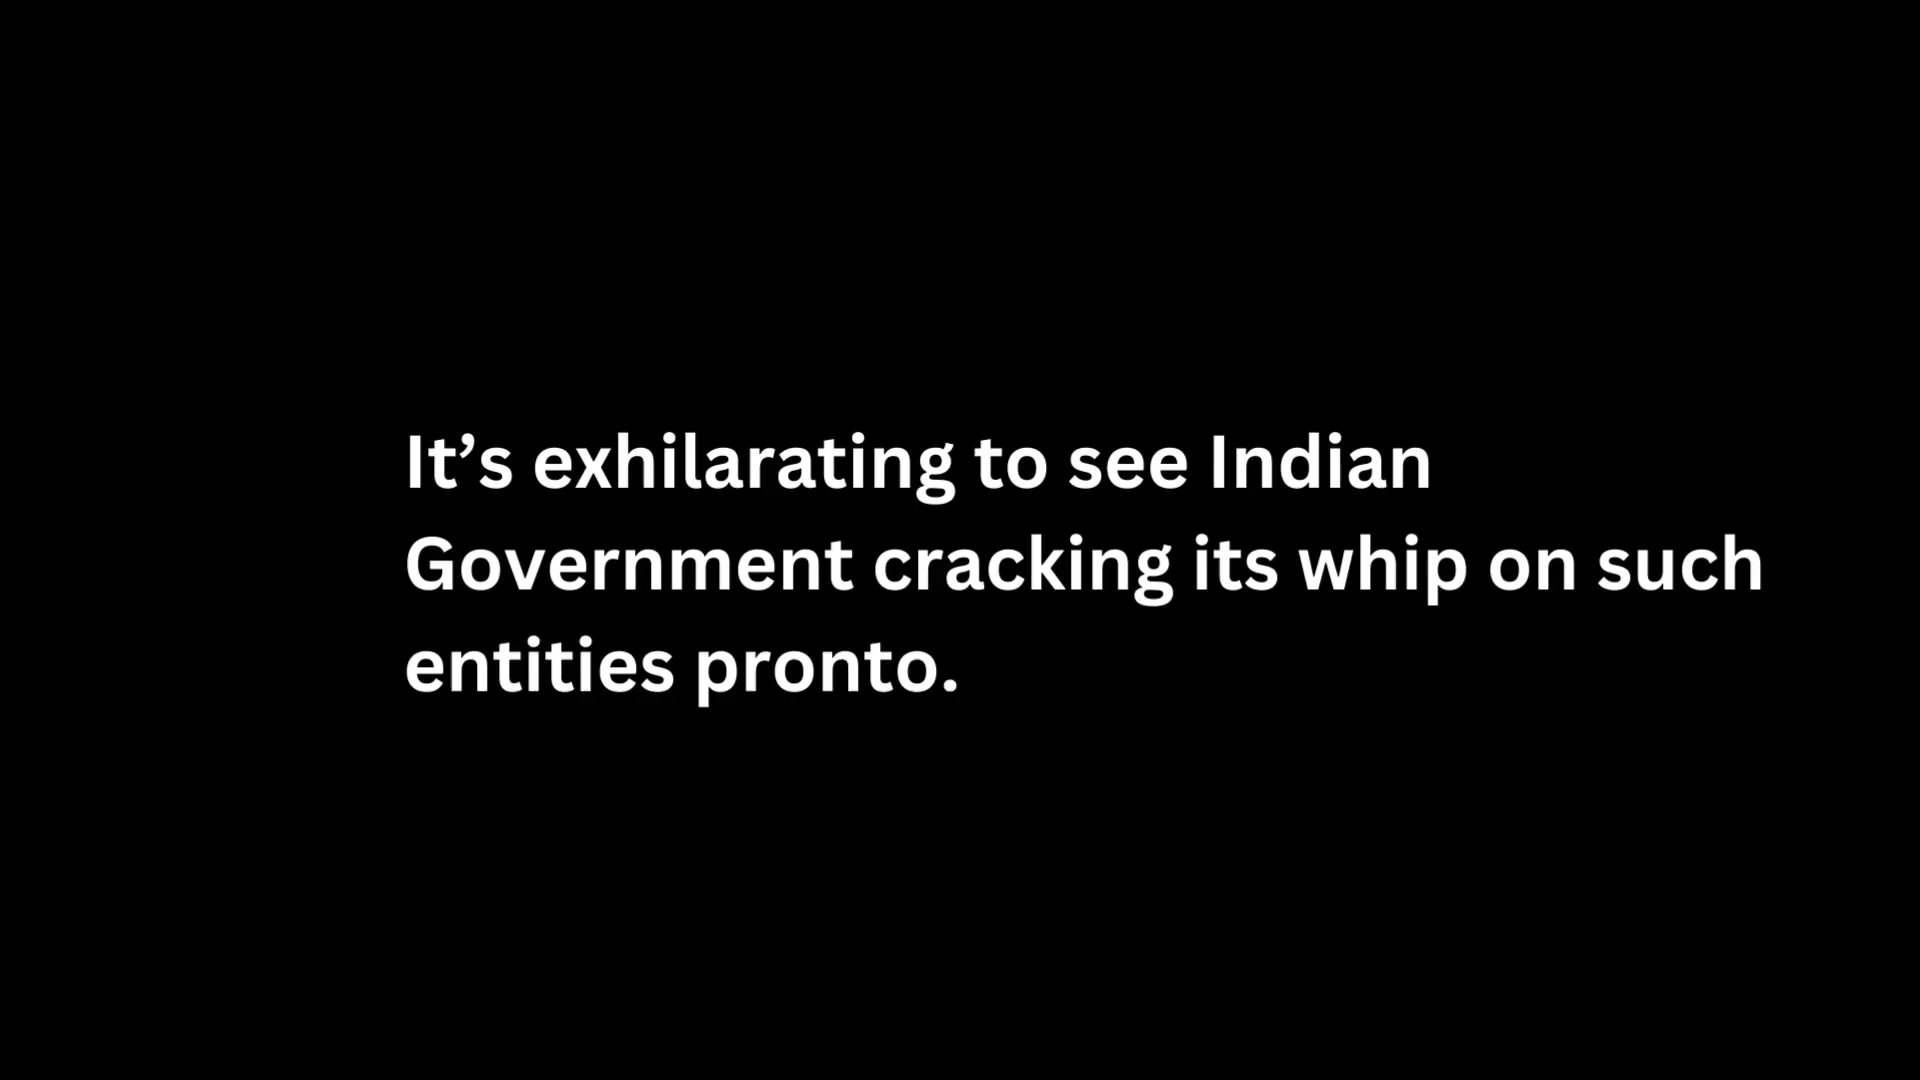 It’s exhilarating to see Indian
Government cracking its whip on such
entities pronto.